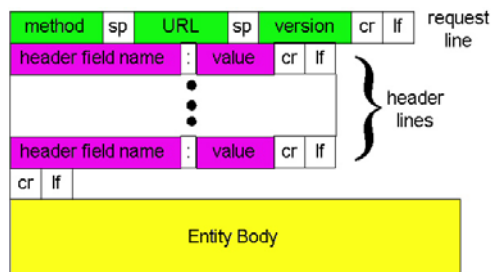 method sp URL sp version cr lf request line
header field name : value cr lf
header lines
header field name : value cr lf
cr lf
Entity Body